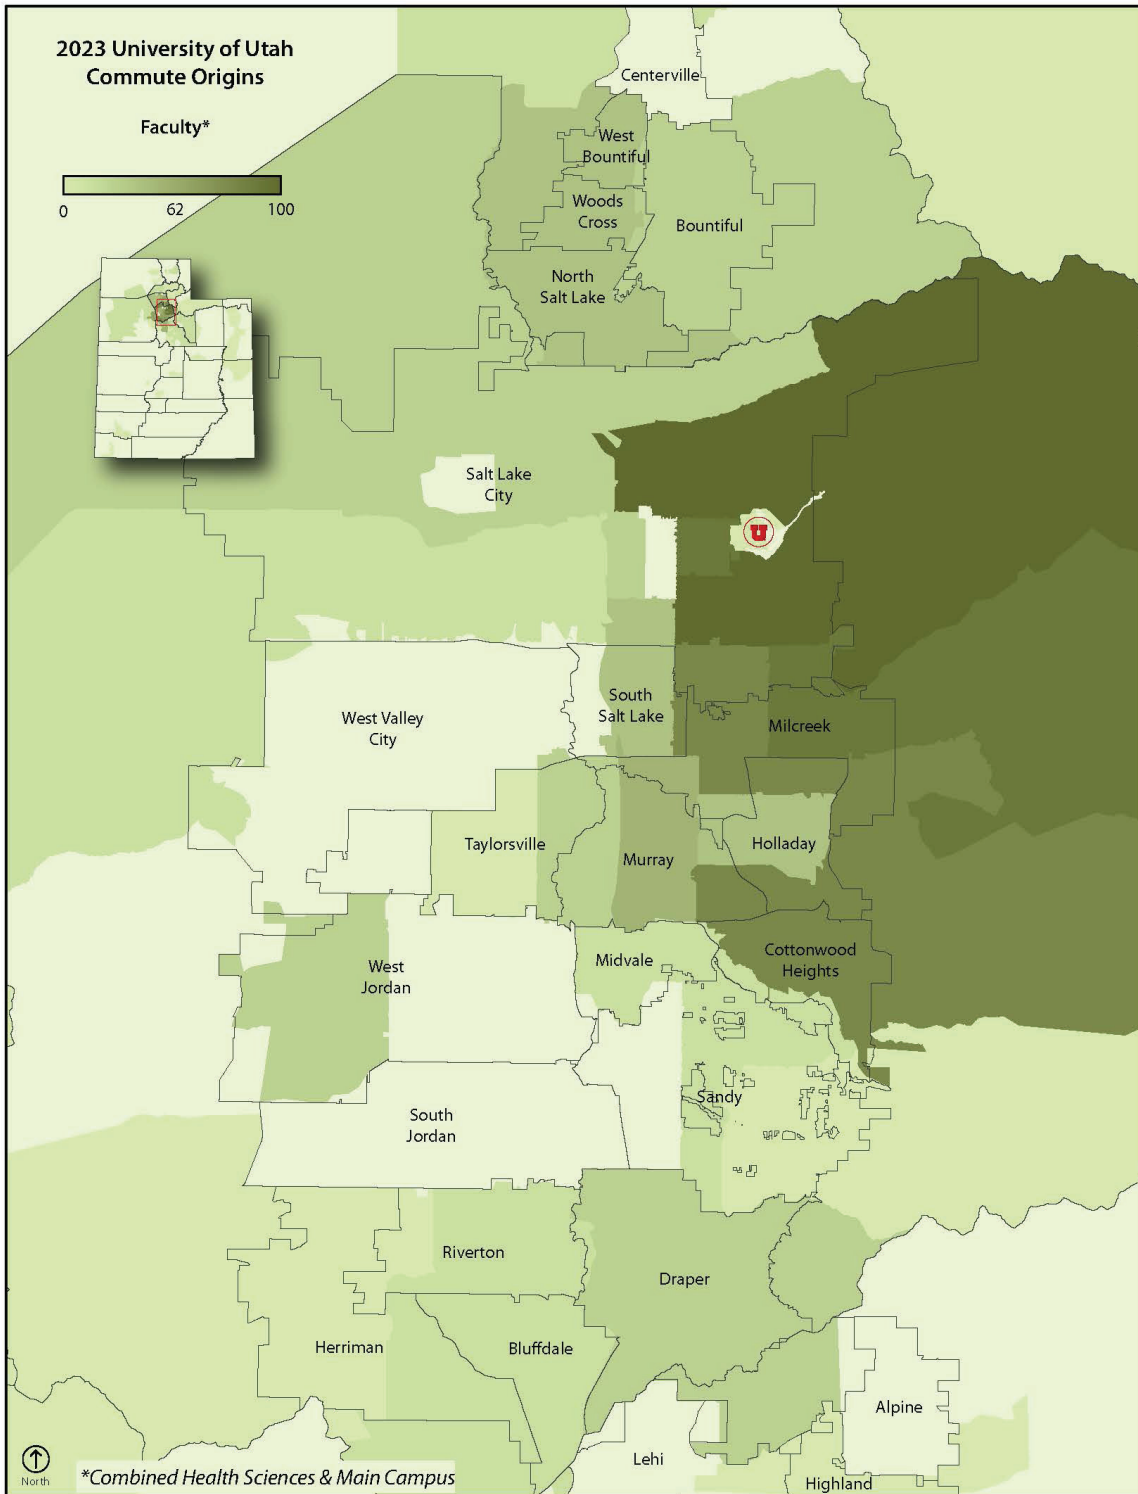 2023 University of Utah
Commute Origins
Faculty*
0 62 100
Centerville
West
Bountiful
Woods
Cross
Bountiful
North
Salt Lake
Salt Lake
City
U
South
Salt Lake
West Valley
City
Milcreek
Taylorsville
Murray
Holladay
Cottonwood
Heights
Midvale
West
Jordan
Sandy
South
Jordan
Riverton
Draper
Herriman
Bluffdale
Alpine
Lehi
Highland
North
*Combined Health Sciences & Main Campus